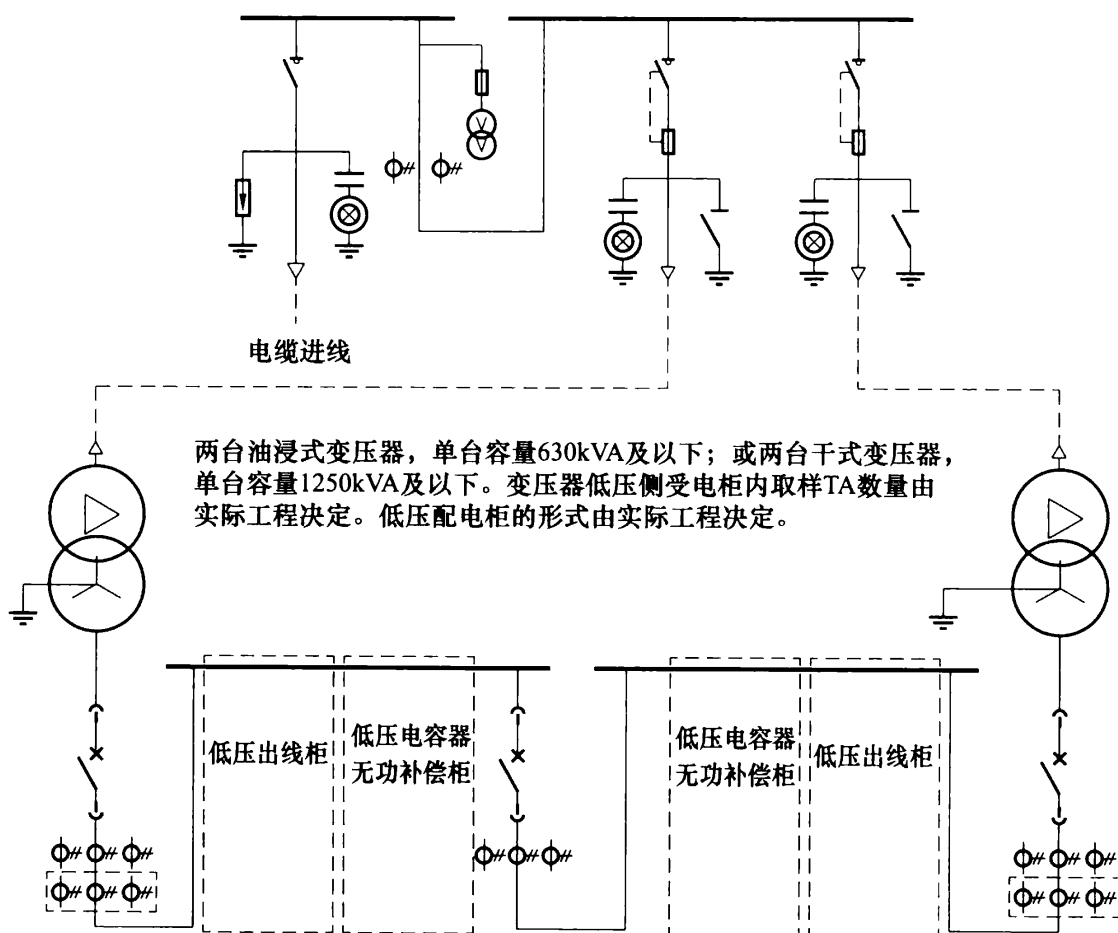 电缆进线
两台油浸式变压器，单台容量630kVA及以下；或两台干式变压器，
单台容量1250kVA及以下。变压器低压侧受电柜内取样TA数量由
实际工程决定。低压配电柜的形式由实际工程决定。
低压出线柜
低压电容器
无功补偿柜
低压电容器
无功补偿柜
低压出线柜